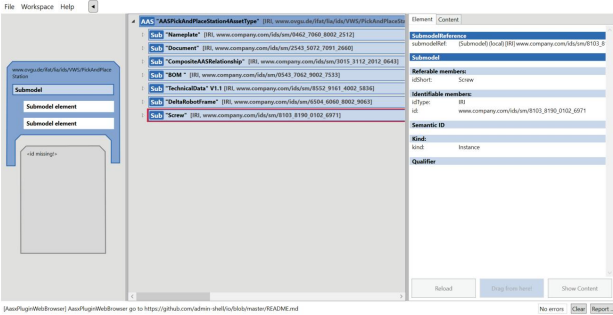 File Workspace Help
AAS "AASPickAndPlaceStation4AssetType" [IRI, www.ovgu.de/ifat/lia/ids/VWS/PickAndPlaceSta
Sub "Nameplate" [IRI, www.company.com/ids/sm/0462_7060_8002_2512]
Sub "Document" [IRI, www.company.com/ids/sm/2543_5072_7091_2660]
Sub "CompositeAASRelationship" [IRI, www.company.com/ids/sm/3015_3112_2012_0643]
Sub "BOM " [IRI, www.company.com/ids/sm/0543_7062_9002_7533]
Sub "TechnicalData" V1.1 [IRI, www.company.com/ids/sm/8552_9161_4002_5836]
Sub "DeltaRobotFrame" [IRI, www.company.com/ids/sm/6504_6060_8002_9063]
Sub "Screw" [IRI, www.company.com/ids/sm/8103_8190_0102_6971]
www.ovgu.de/ifat/lia/ids/VWS/PickAndPlace
Station
Submodel
Submodel element
Submodel element
<id missing!>
Element Content
SubmodelReference
submodelRef: (Submodel) (local) [IRI] www.company.com/ids/sm/8103_8
Submodel
Referable members:
idShort: Screw
Identifiable members:
idType: IRI
id: www.company.com/ids/sm/8103_8190_0102_6971
Semantic ID
Kind:
kind: Instance
Qualifier
Reload
Show Content
[AasxPluginWebBrowser] AasxPluginWebBrowser go to https://github.com/admin-shell/io/blob/master/README.md
No errors Clear Report...